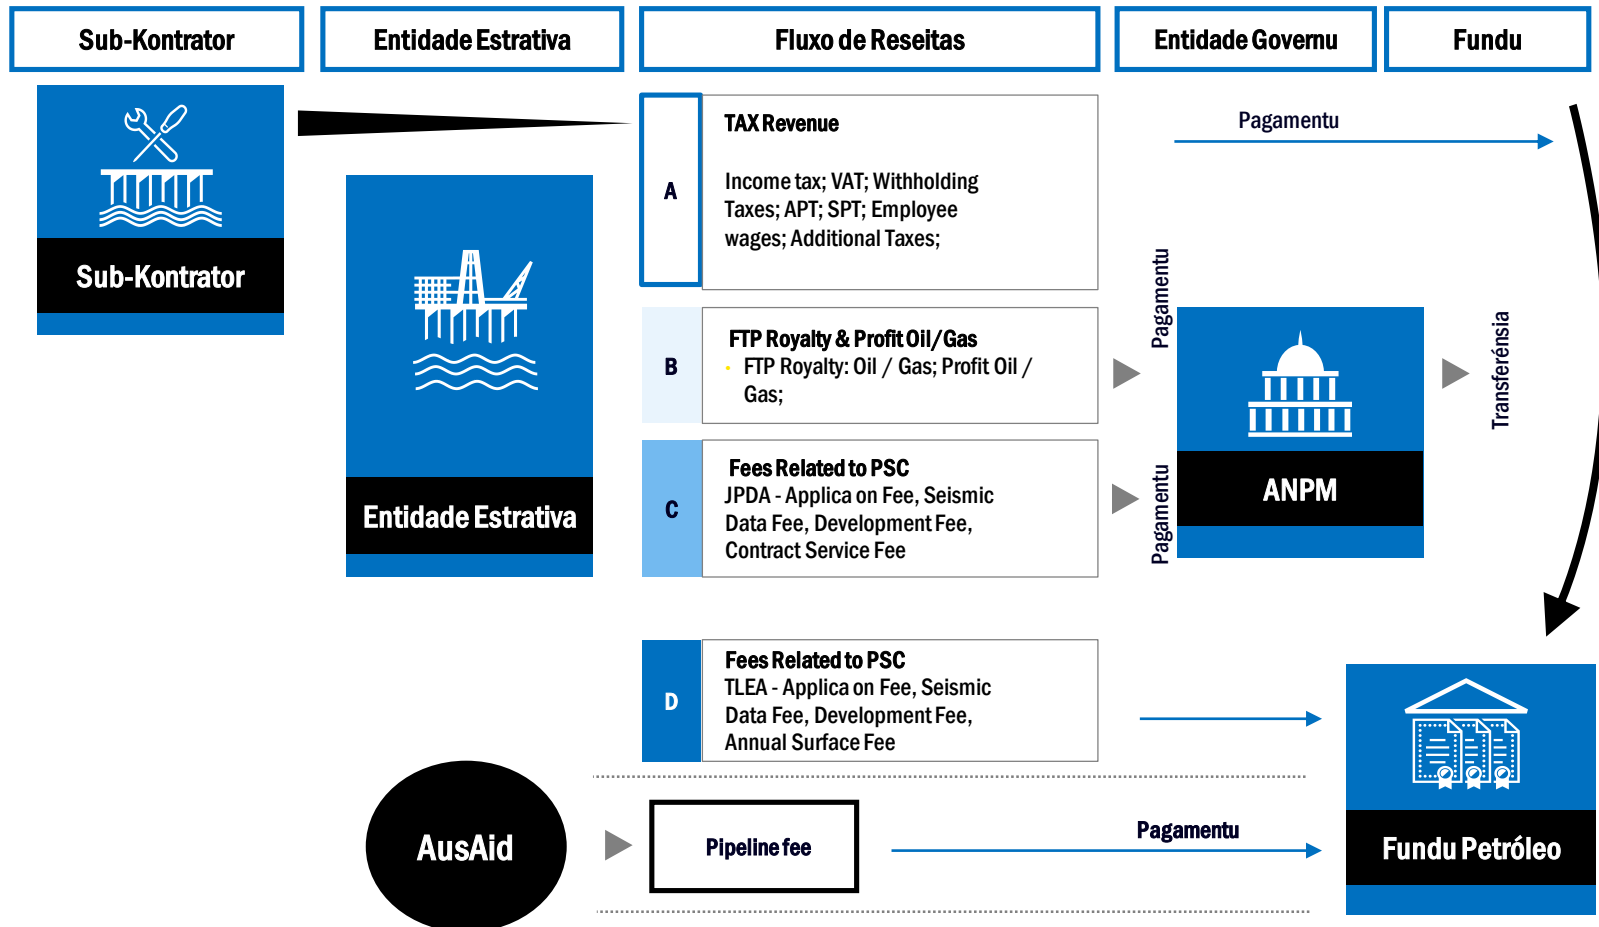 Sub-Kontrator
Entidade Estrativa
Fluxo de Reseitas
Entidade Governu
Fundu
Sub-Kontrator
Entidade Estrativa
A
TAX Revenue
Income tax; VAT; Withholding
Taxes; APT; SPT; Employee
wages; Additional Taxes;
Pagamentu
B
FTP Royalty & Profit Oil/Gas
· FTP Royalty: Oil / Gas; Profit Oil /
Gas;
Pagamentu
C
Fees Related to PSC
JPDA - Applica on Fee, Seismic
Data Fee, Development Fee,
Contract Service Fee
Pagamentu
ANPM
Transferénsia
D
Fees Related to PSC
TLEA - Applica on Fee, Seismic
Data Fee, Development Fee,
Annual Surface Fee
AusAid
Pipeline fee
Pagamentu
Fundu Petróleo